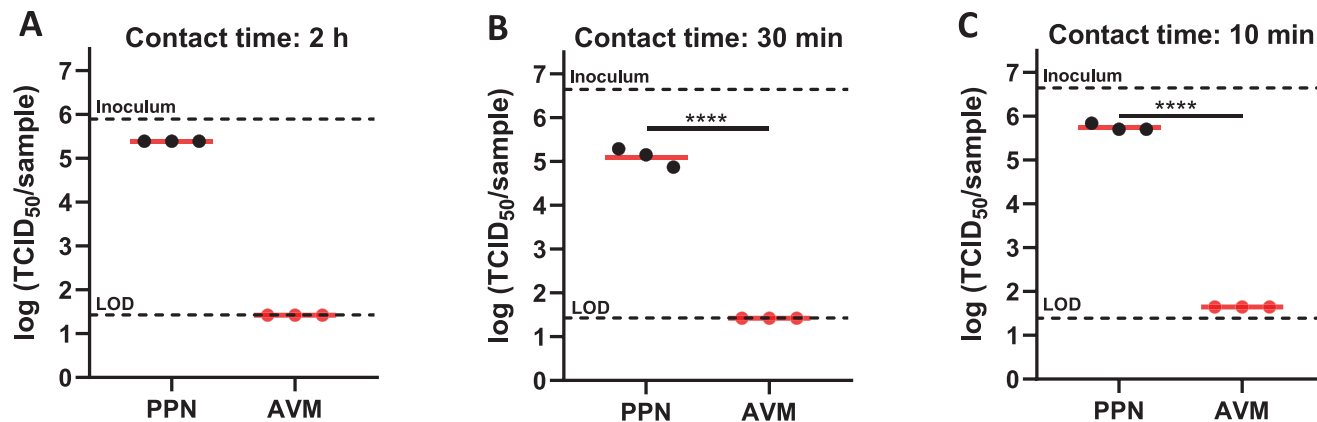 A
Contact time: 2 h
log (TCID50/sample)
7
6
5
4
3
2
1
0
Inoculum
LOD
PPN
AVM
B
Contact time: 30 min
log (TCID50/sample)
7
6
5
4
3
2
1
0
Inoculum
****
LOD
PPN
AVM
C
Contact time: 10 min
log (TCID50/sample)
7
6
5
4
3
2
1
0
Inoculum
****
LOD
PPN
AVM